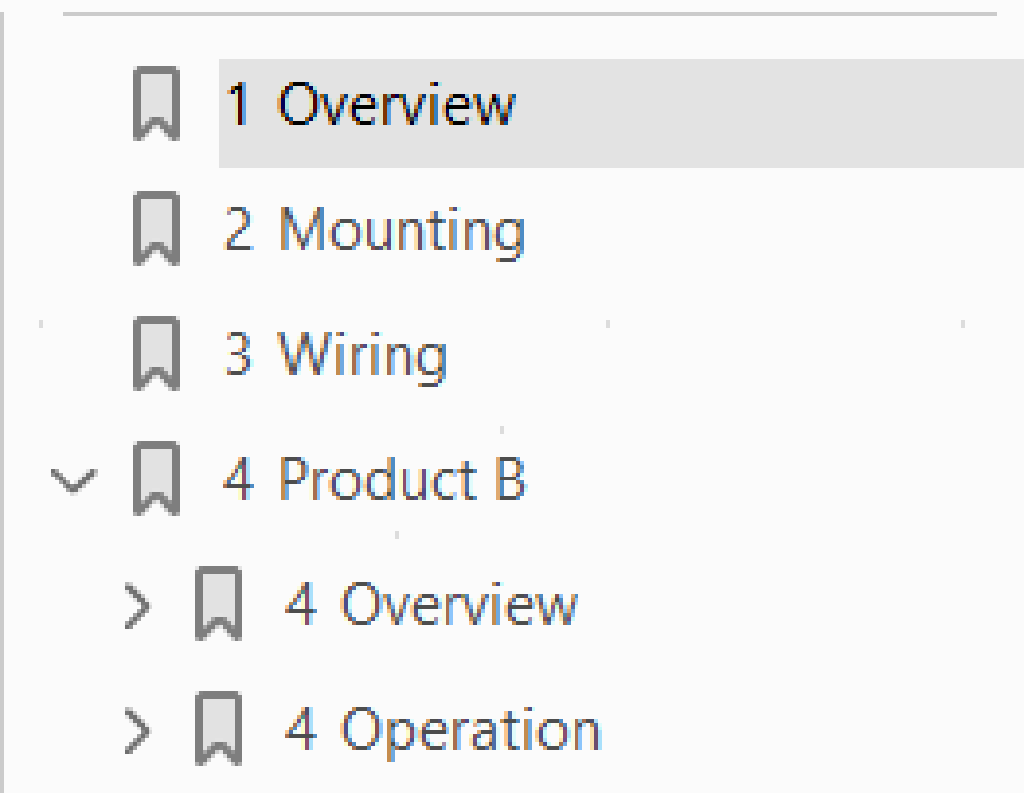 1 Overview
2 Mounting
3 Wiring
4 Product B
4 Overview
4 Operation